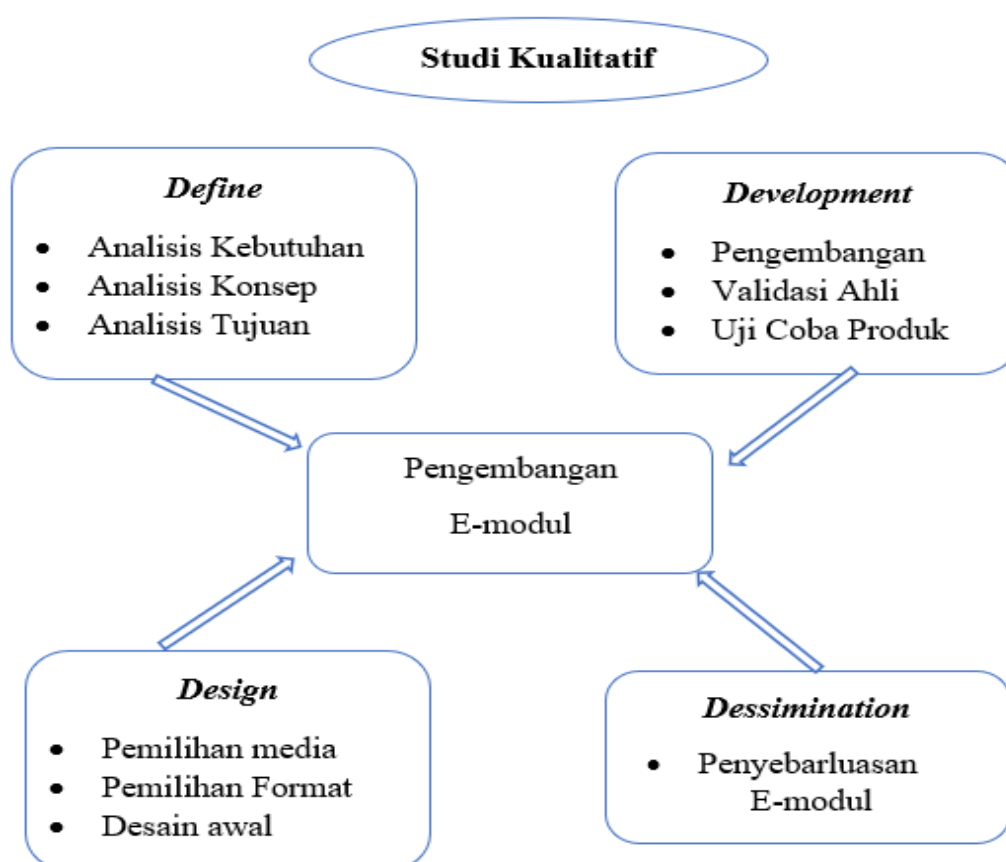 Studi Kualitatif
Define
• Analisis Kebutuhan
• Analisis Konsep
• Analisis Tujuan
Development
• Pengembangan
• Validasi Ahli
• Uji Coba Produk
Pengembangan
E-modul
Design
• Pemilihan media
• Pemilihan Format
• Desain awal
Dessimination
• Penyebarluasan
E-modul